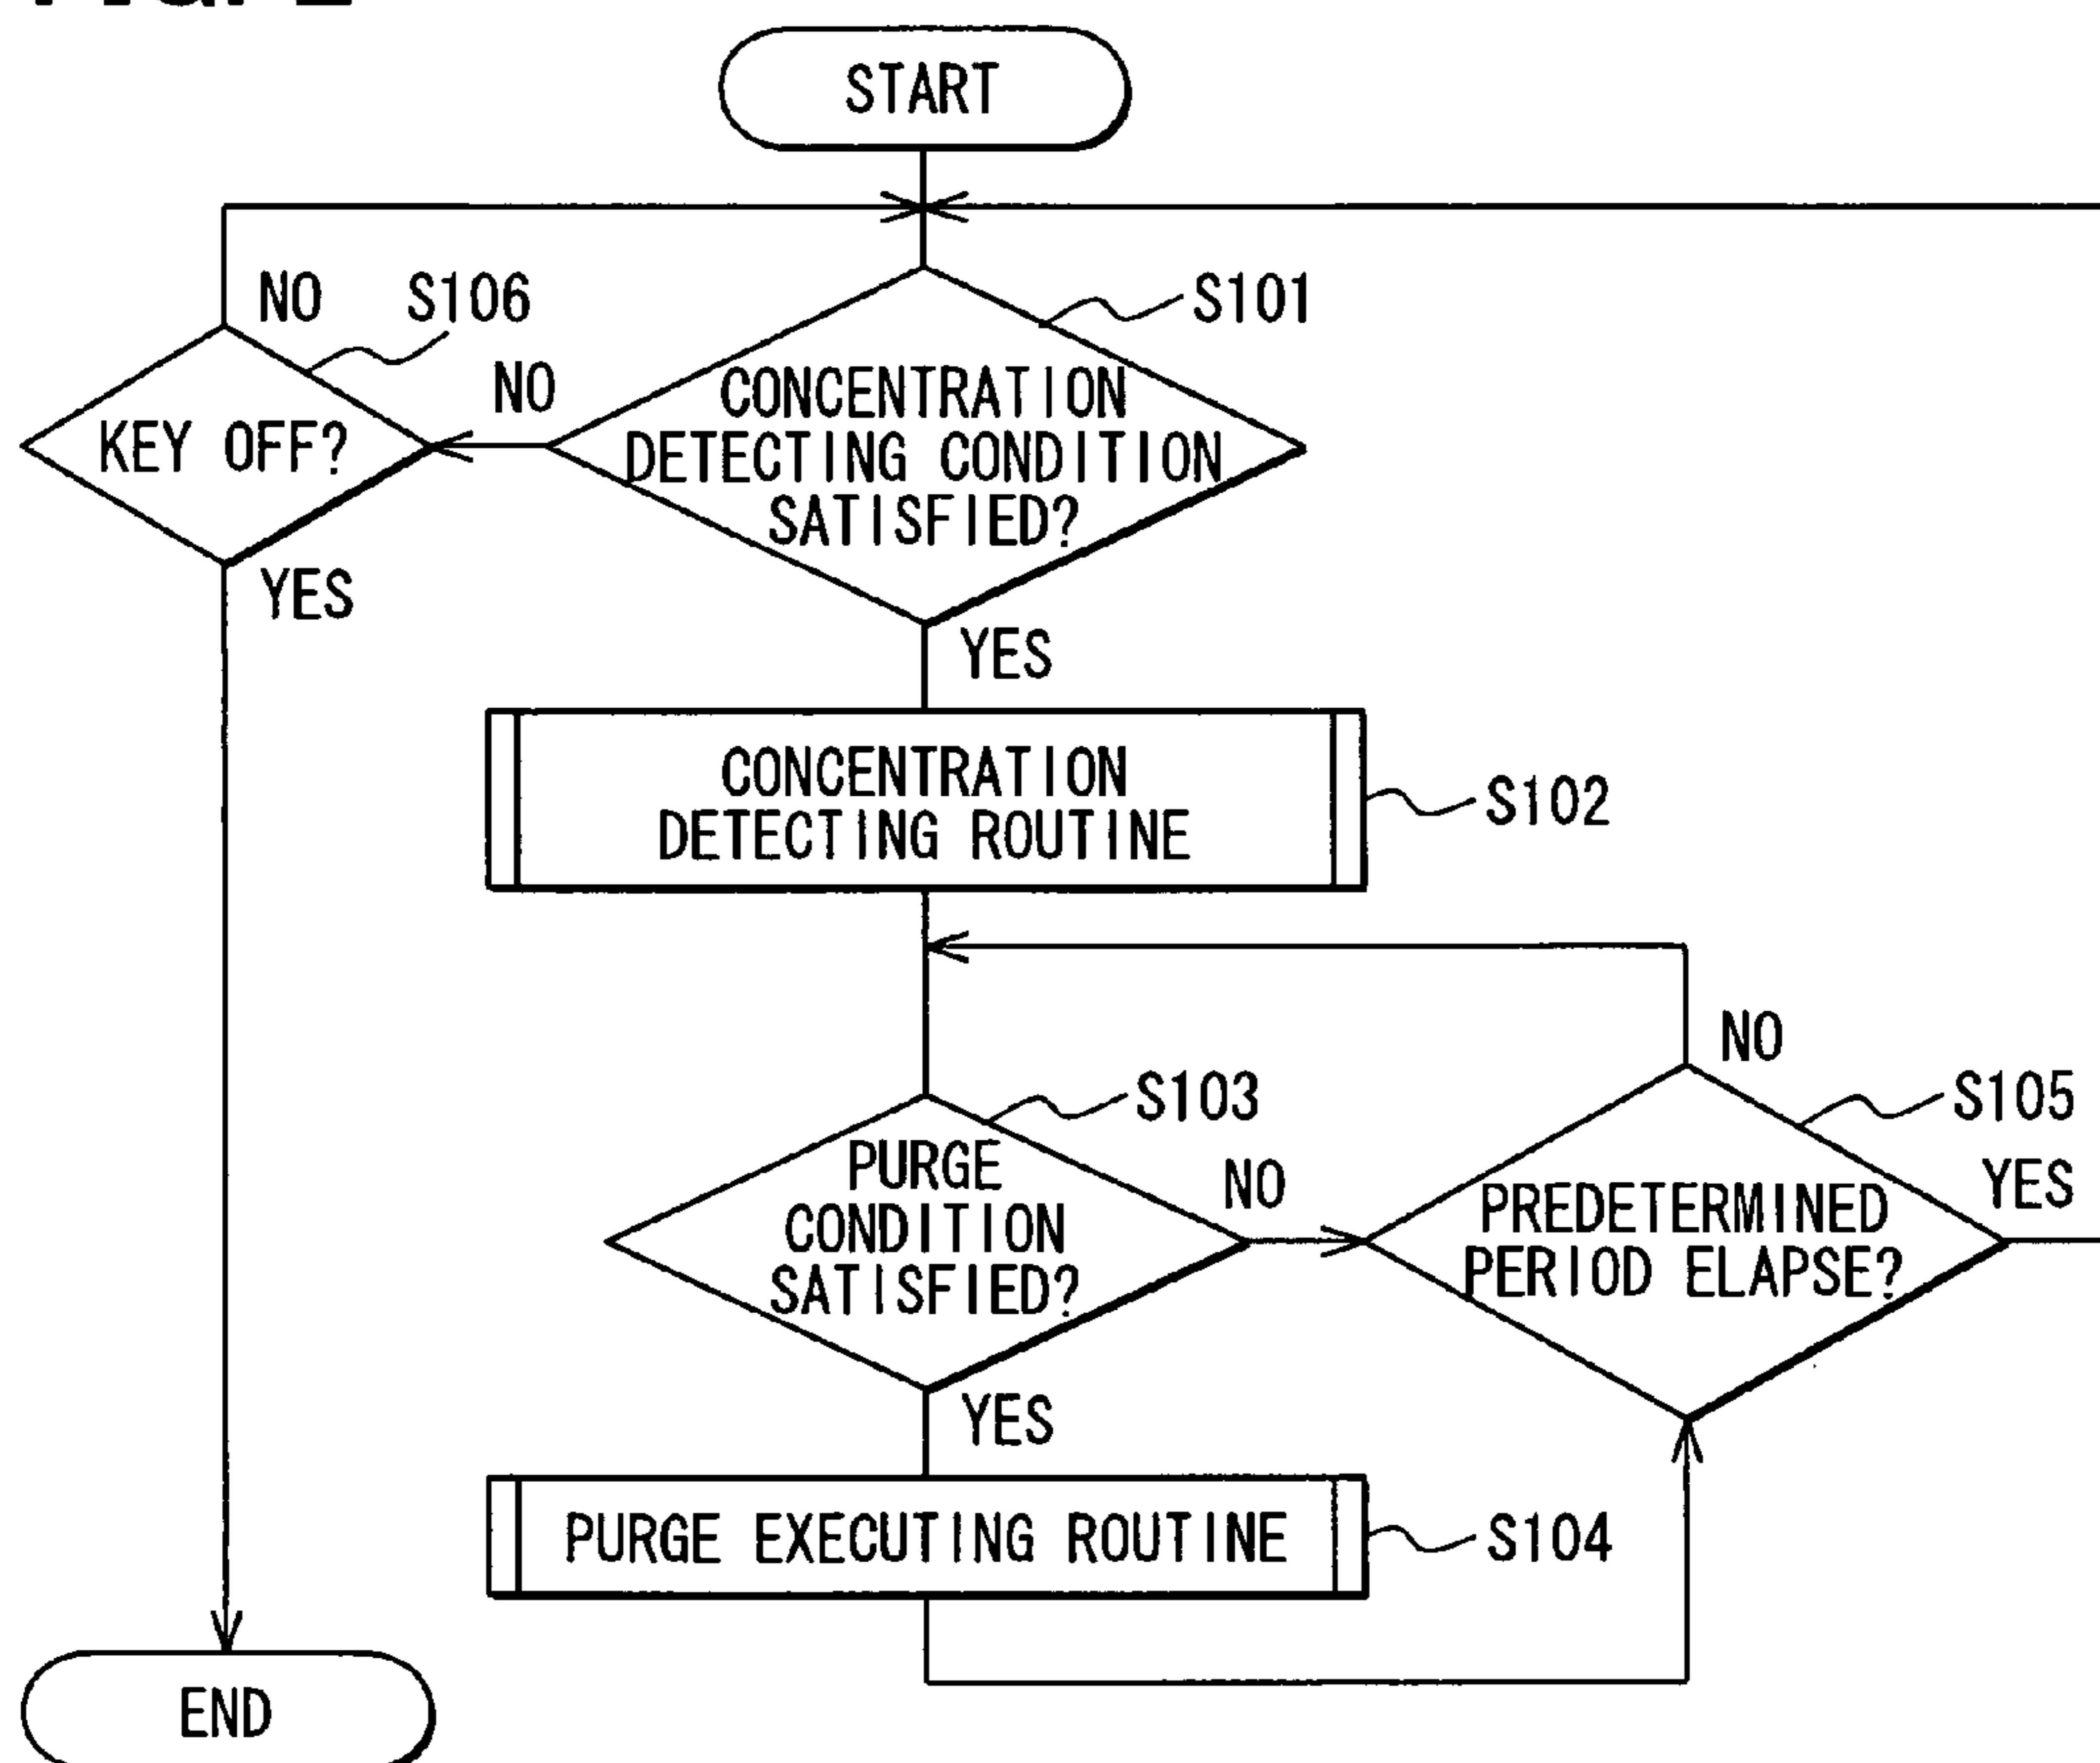 START
NO
S106
S101
NO
CONCENTRATION
DETECTING CONDITION
SATISFIED?
KEY OFF?
YES
YES
CONCENTRATION
DETECTING ROUTINE
S102
NO
S103
S105
PURGE
CONDITION
SATISFIED?
NO
YES
PREDETERMINED
PERIOD ELAPSE?
YES
PURGE EXECUTING ROUTINE
S104
END